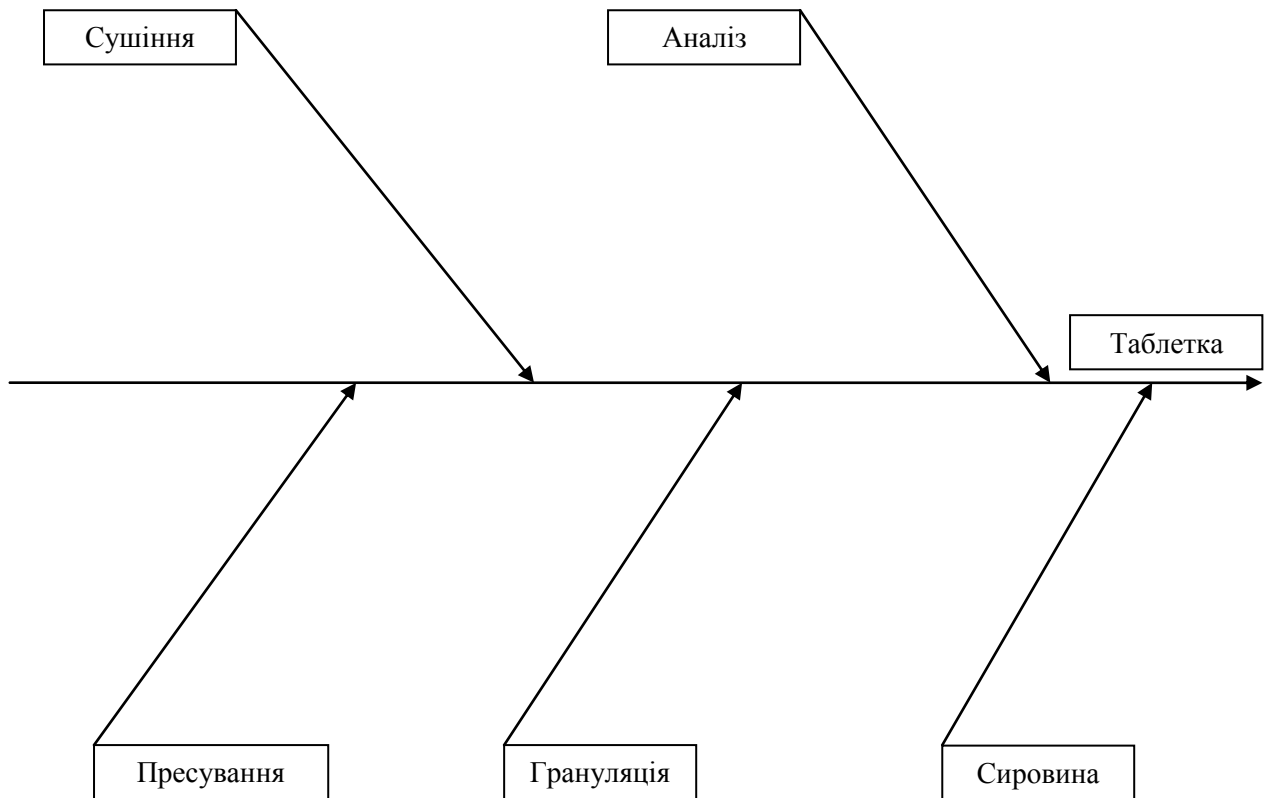 Сушіння
Аналіз
Таблетка
Пресування
Грануляція
Сировина